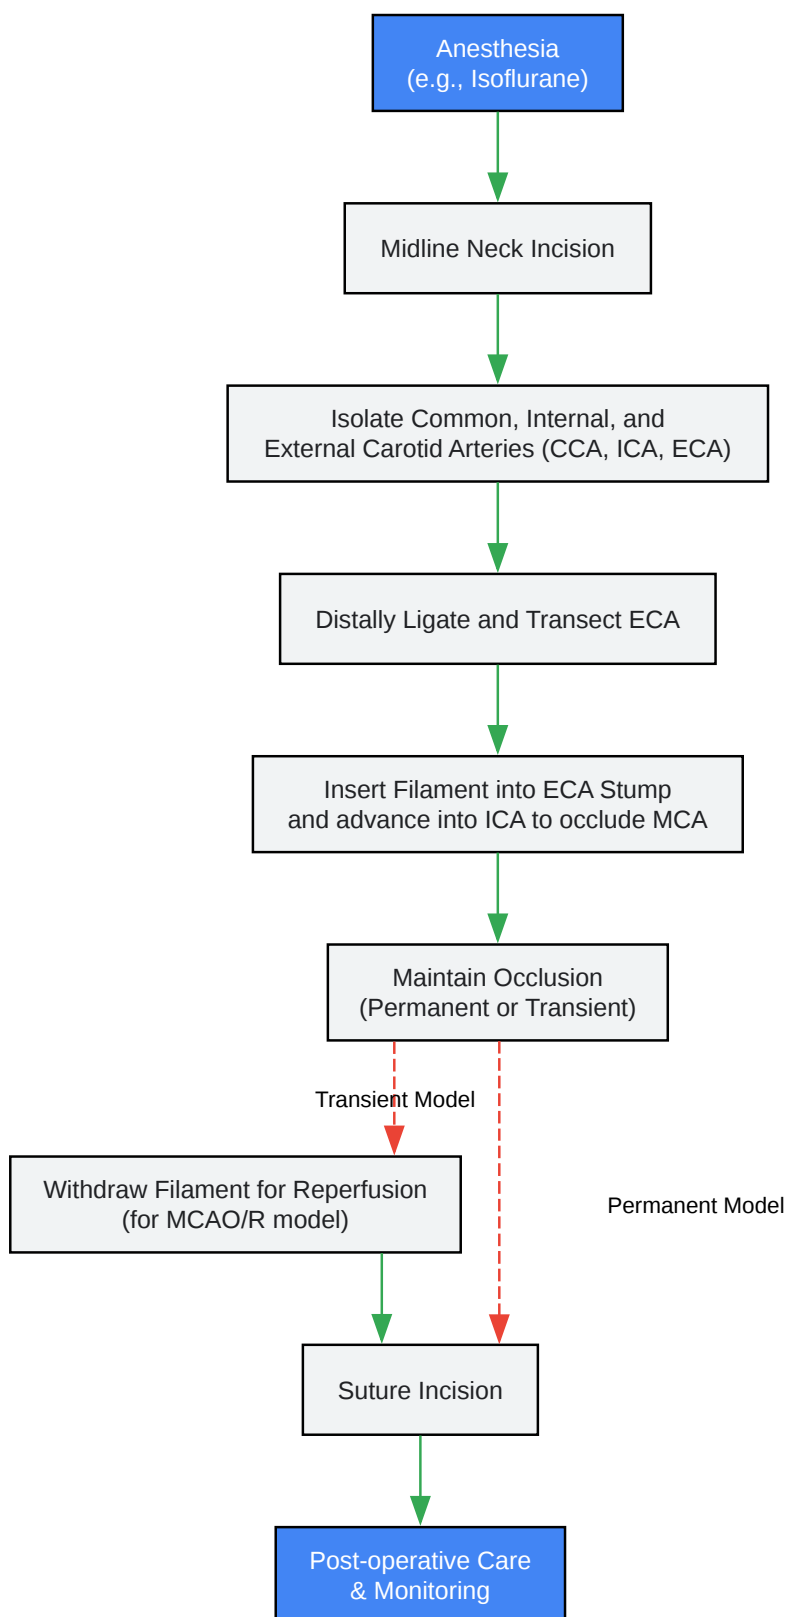 Anesthesia
(e.g., Isoflurane)
Midline Neck Incision
Isolate Common, Internal, and
External Carotid Arteries (CCA, ICA, ECA)
Distally Ligate and Transect ECA
Insert Filament into ECA Stump
and advance into ICA to occlude MCA
Maintain Occlusion
(Permanent or Transient)
Transient Model
Withdraw Filament for Reperfusion
(for MCAO/R model)
Permanent Model
Suture Incision
Post-operative Care
& Monitoring